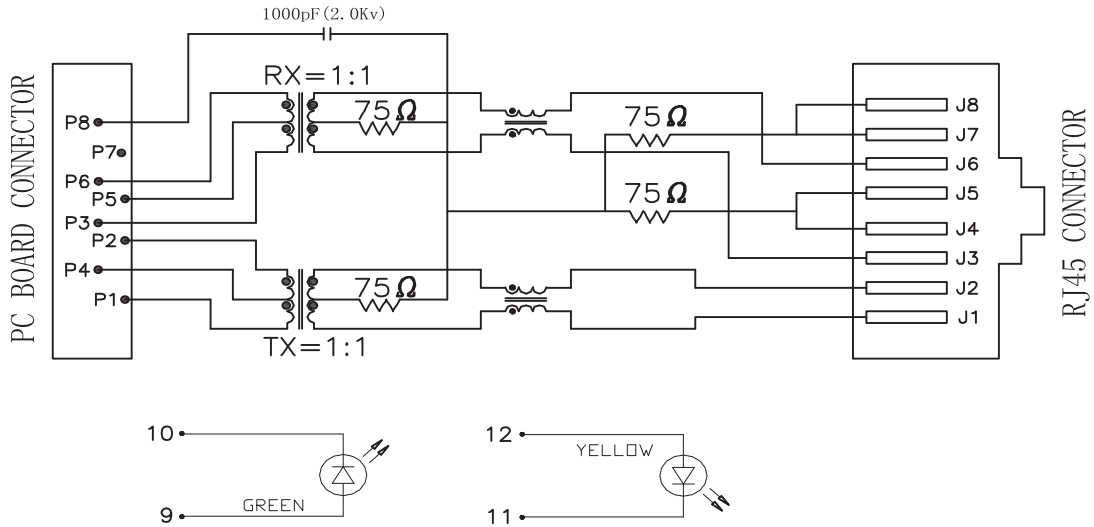 1000pF(2.0Kv)
PC BOARD CONNECTOR
RJ45 CONNECTOR
RX=1:1
75Ω
75Ω
75Ω
75Ω
TX=1:1
P8
P7
P6
P5
P3
P2
P4
P1
J8
J7
J6
J5
J4
J3
J2
J1
10
GREEN
9
12
YELLOW
11